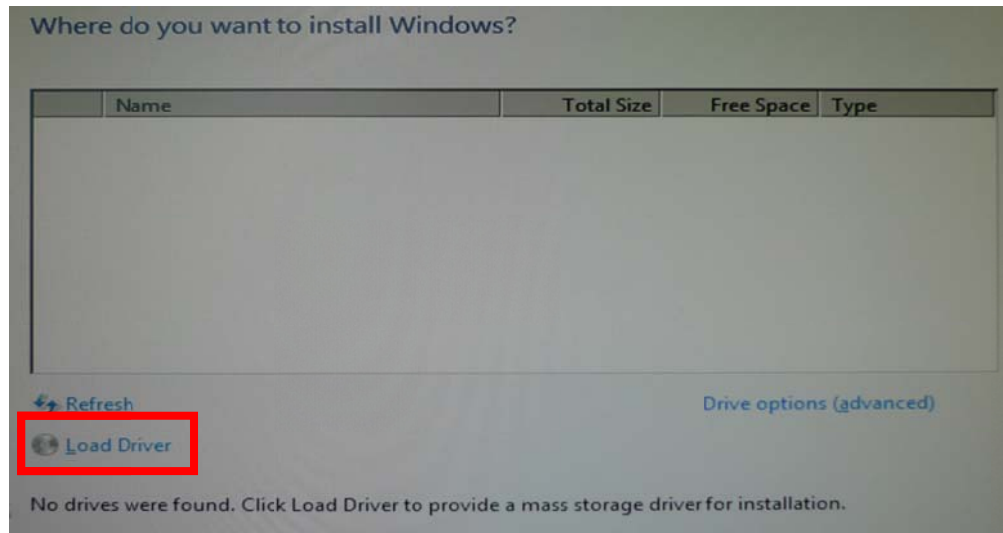 Where do you want to install Windows?
Name Total Size Free Space Type
Refresh Drive options (advanced)
Load Driver
No drives were found. Click Load Driver to provide a mass storage driver for installation.